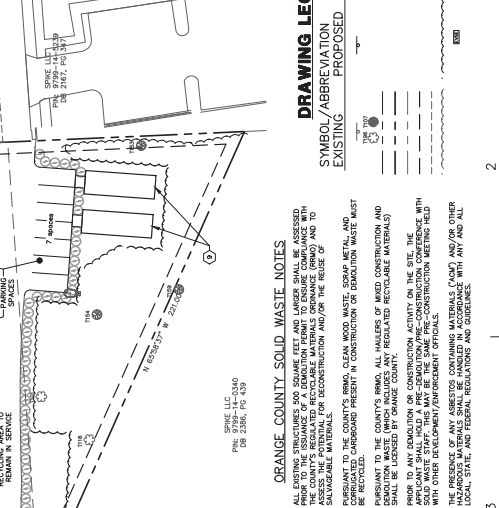 SPIKE LLC
PIN: 9799-14-5239
DB 2167, PG 347
PARKING
SPACES
7 spaces
RECYCLING AREA TO
REMAIN IN SERVICE
T154
T118
9
N 65°58'37" W 221.00'
SPIKE LLC
PIN: 9799-14-0340
DB 2386, PG 439
DRAWING LEG
SYMBOL/ABBREVIATION
EXISTING PROPOSED
ORANGE COUNTY SOLID WASTE NOTES
ALL EXISTING STRUCTURES 500 SQUARE FEET AND LARGER SHALL BE ASSESSED
PRIOR TO THE ISSUANCE OF A DEMOLITION PERMIT TO ENSURE COMPLIANCE WITH
THE COUNTY'S REGULATED RECYCLABLE MATERIALS ORDINANCE (RRMO) AND TO
ASSESS THE POTENTIAL FOR DECONSTRUCTION AND/OR THE REUSE OF
SALVAGEABLE MATERIALS.
PURSUANT TO THE COUNTY'S RRMO, CLEAN WOOD WASTE, SCRAP METAL, AND
CORRUGATED CARDBOARD PRESENT IN CONSTRUCTION OR DEMOLITION WASTE MUST
BE RECYCLED.
PURSUANT TO THE COUNTY'S RRMO, ALL HAULERS OF MIXED CONSTRUCTION AND
DEMOLITION WASTE (WHICH INCLUDES ANY REGULATED RECYCLABLE MATERIALS)
SHALL BE LICENSED BY ORANGE COUNTY.
PRIOR TO ANY DEMOLITION OR CONSTRUCTION ACTIVITY ON THE SITE, THE
APPLICANT SHALL HOLD A PRE-DEMOLITION/PRE-CONSTRUCTION CONFERENCE WITH
SOLID WASTE STAFF. THIS MAY BE THE SAME PRE-CONSTRUCTION MEETING HELD
WITH OTHER DEVELOPMENT/ENFORCEMENT OFFICIALS.
THE PRESENCE OF ANY ASBESTOS CONTAINING MATERIALS ("ACM") AND/OR OTHER
HAZARDOUS MATERIALS SHALL BE HANDLED IN ACCORDANCE WITH ANY AND ALL
LOCAL, STATE, AND FEDERAL REGULATIONS AND GUIDELINES.
2
3